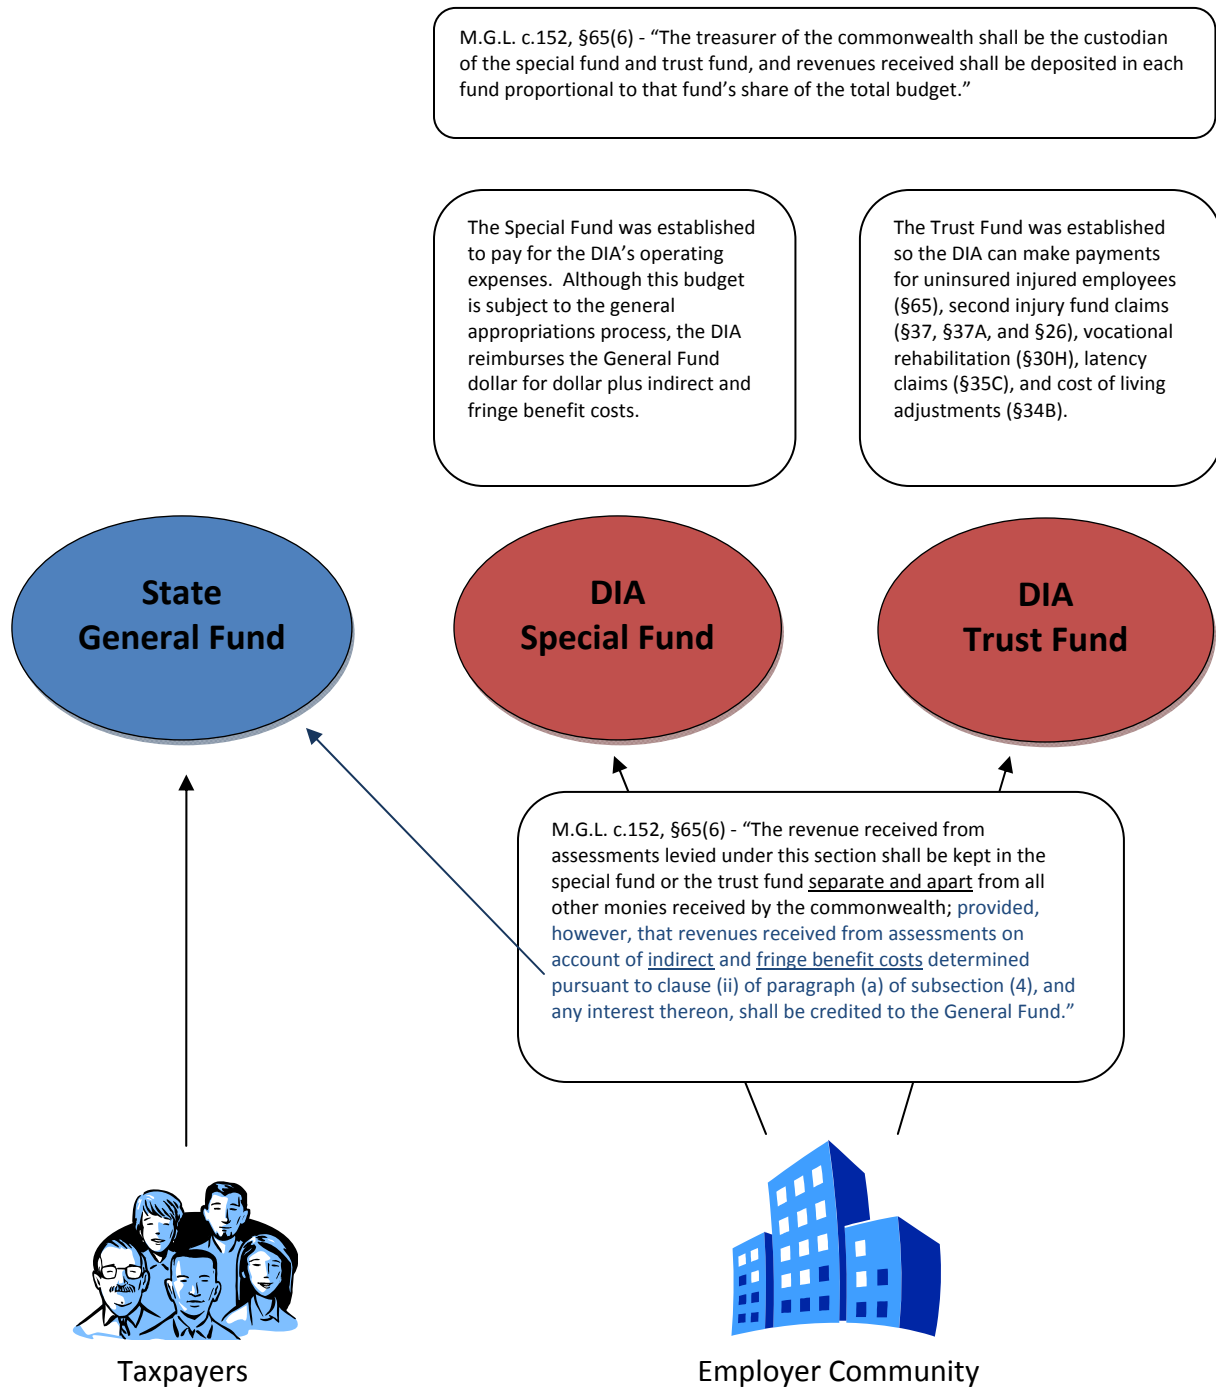 M.G.L. c.152, §65(6) - “The treasurer of the commonwealth shall be the custodian
of the special fund and trust fund, and revenues received shall be deposited in each
fund proportional to that fund’s share of the total budget.”
The Special Fund was established
to pay for the DIA’s operating
expenses.  Although this budget
is subject to the general
appropriations process, the DIA
reimburses the General Fund
dollar for dollar plus indirect and
fringe benefit costs.
The Trust Fund was established
so the DIA can make payments
for uninsured injured employees
(§65), second injury fund claims
(§37, §37A, and §26), vocational
rehabilitation (§30H), latency
claims (§35C), and cost of living
adjustments (§34B).
State
General Fund
DIA
Special Fund
DIA
Trust Fund
M.G.L. c.152, §65(6) - “The revenue received from
assessments levied under this section shall be kept in the
special fund or the trust fund separate and apart from all
other monies received by the commonwealth; provided,
however, that revenues received from assessments on
account of indirect and fringe benefit costs determined
pursuant to clause (ii) of paragraph (a) of subsection (4), and
any interest thereon, shall be credited to the General Fund.”
Taxpayers
Employer Community